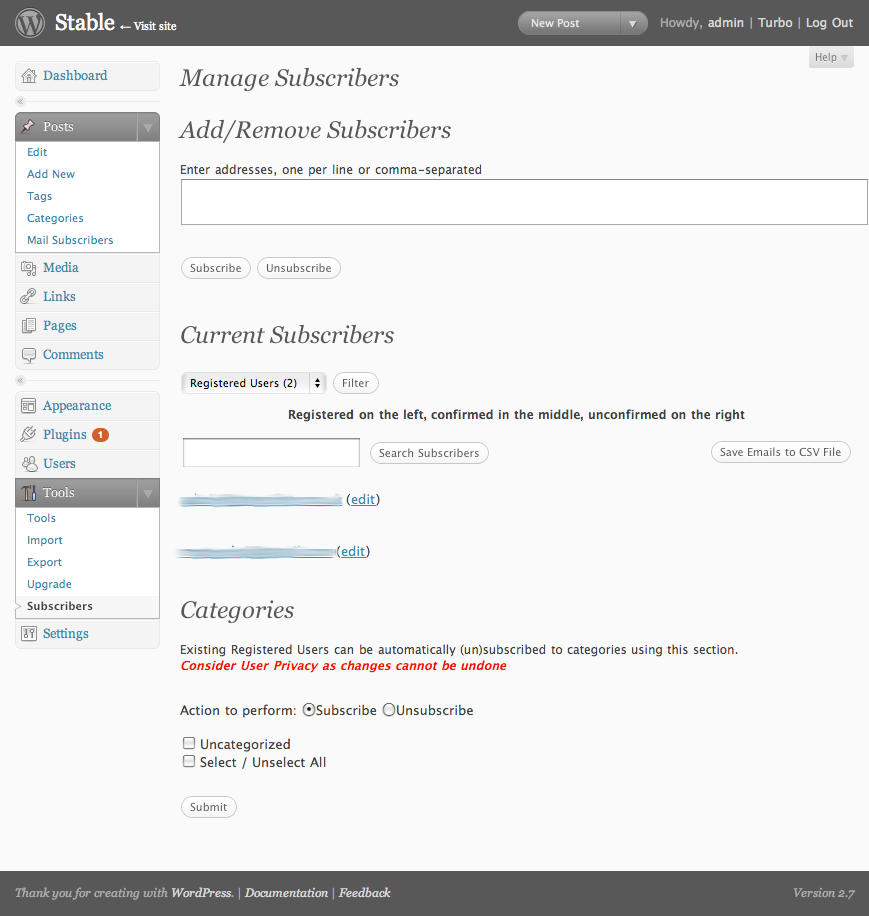 Stable ← Visit site
New Post
Howdy, admin | Turbo | Log Out
Help
Dashboard
Posts
Edit
Add New
Tags
Categories
Mail Subscribers
Media
Links
Pages
Comments
Appearance
Plugins 1
Users
Tools
Tools
Import
Export
Upgrade
Subscribers
Settings
Manage Subscribers
Add/Remove Subscribers
Enter addresses, one per line or comma-separated
Subscribe Unsubscribe
Current Subscribers
Registered Users (2) Filter
Registered on the left, confirmed in the middle, unconfirmed on the right
Search Subscribers Save Emails to CSV File
(edit)
(edit)
Categories
Existing Registered Users can be automatically (un)subscribed to categories using this section.
Consider User Privacy as changes cannot be undone
Action to perform: Subscribe Unsubscribe
Uncategorized
Select / Unselect All
Submit
Thank you for creating with WordPress. | Documentation | Feedback
Version 2.7